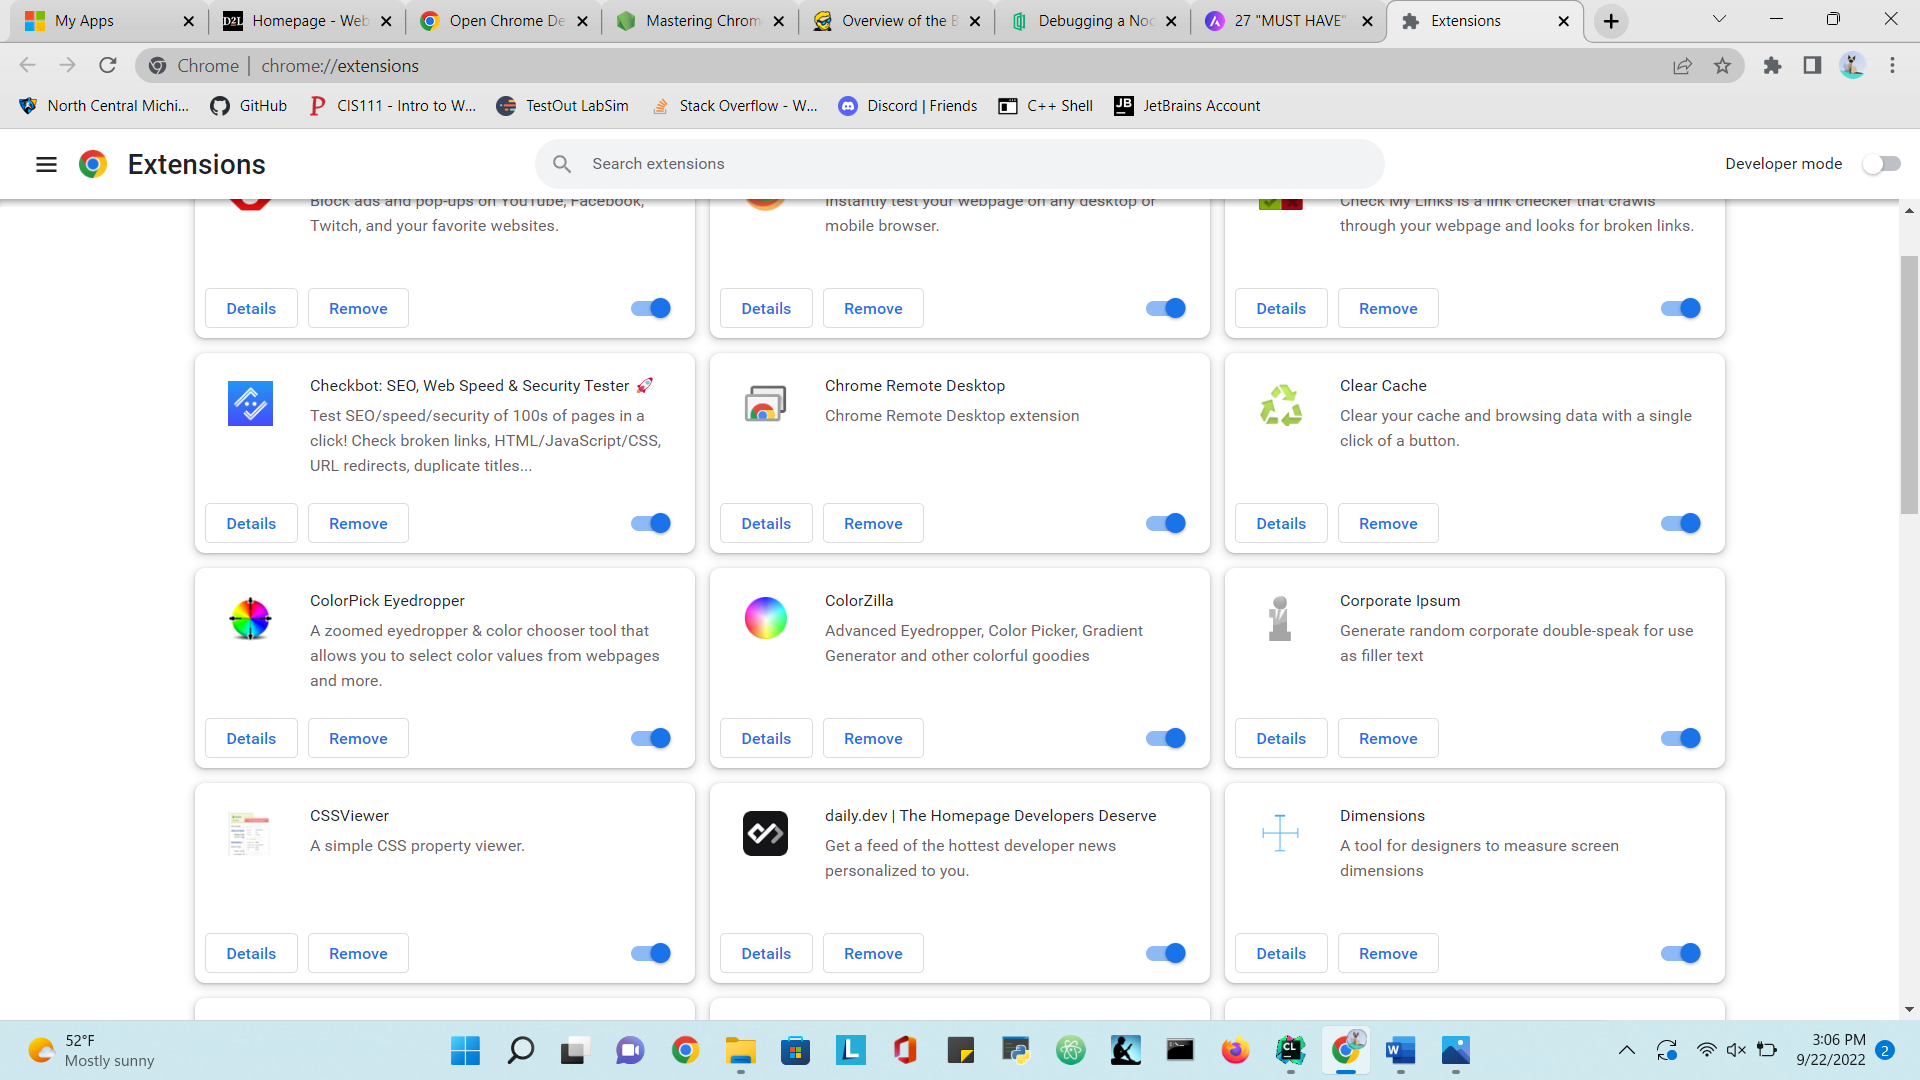 My Apps
D2L Homepage - Web
Open Chrome De
Mastering Chrom
Overview of the B
Debugging a Noc
27 "MUST HAVE"
Extensions
Chrome | chrome://extensions
North Central Michi...
GitHub
P CIS111 - Intro to W...
TestOut LabSim
Stack Overflow - W...
Discord | Friends
C++ Shell
JB JetBrains Account
Extensions
Search extensions
Developer mode
Block ads and pop-ups on YouTube, Facebook,
Twitch, and your favorite websites.
Details
Remove
Instantly test your webpage on any desktop or
mobile browser.
Details
Remove
Check My Links is a link checker that crawls
through your webpage and looks for broken links.
Details
Remove
Checkbot: SEO, Web Speed & Security Tester 🚀
Test SEO/speed/security of 100s of pages in a
click! Check broken links, HTML/JavaScript/CSS,
URL redirects, duplicate titles...
Details
Remove
Chrome Remote Desktop
Chrome Remote Desktop extension
Details
Remove
Clear Cache
Clear your cache and browsing data with a single
click of a button.
Details
Remove
ColorPick Eyedropper
A zoomed eyedropper & color chooser tool that
allows you to select color values from webpages
and more.
Details
Remove
ColorZilla
Advanced Eyedropper, Color Picker, Gradient
Generator and other colorful goodies
Details
Remove
Corporate Ipsum
Generate random corporate double-speak for use
as filler text
Details
Remove
CSSViewer
A simple CSS property viewer.
Details
Remove
daily.dev | The Homepage Developers Deserve
Get a feed of the hottest developer news
personalized to you.
Details
Remove
Dimensions
A tool for designers to measure screen
dimensions
Details
Remove
52°F
Mostly sunny
L
CL
W
3:06 PM
9/22/2022
2